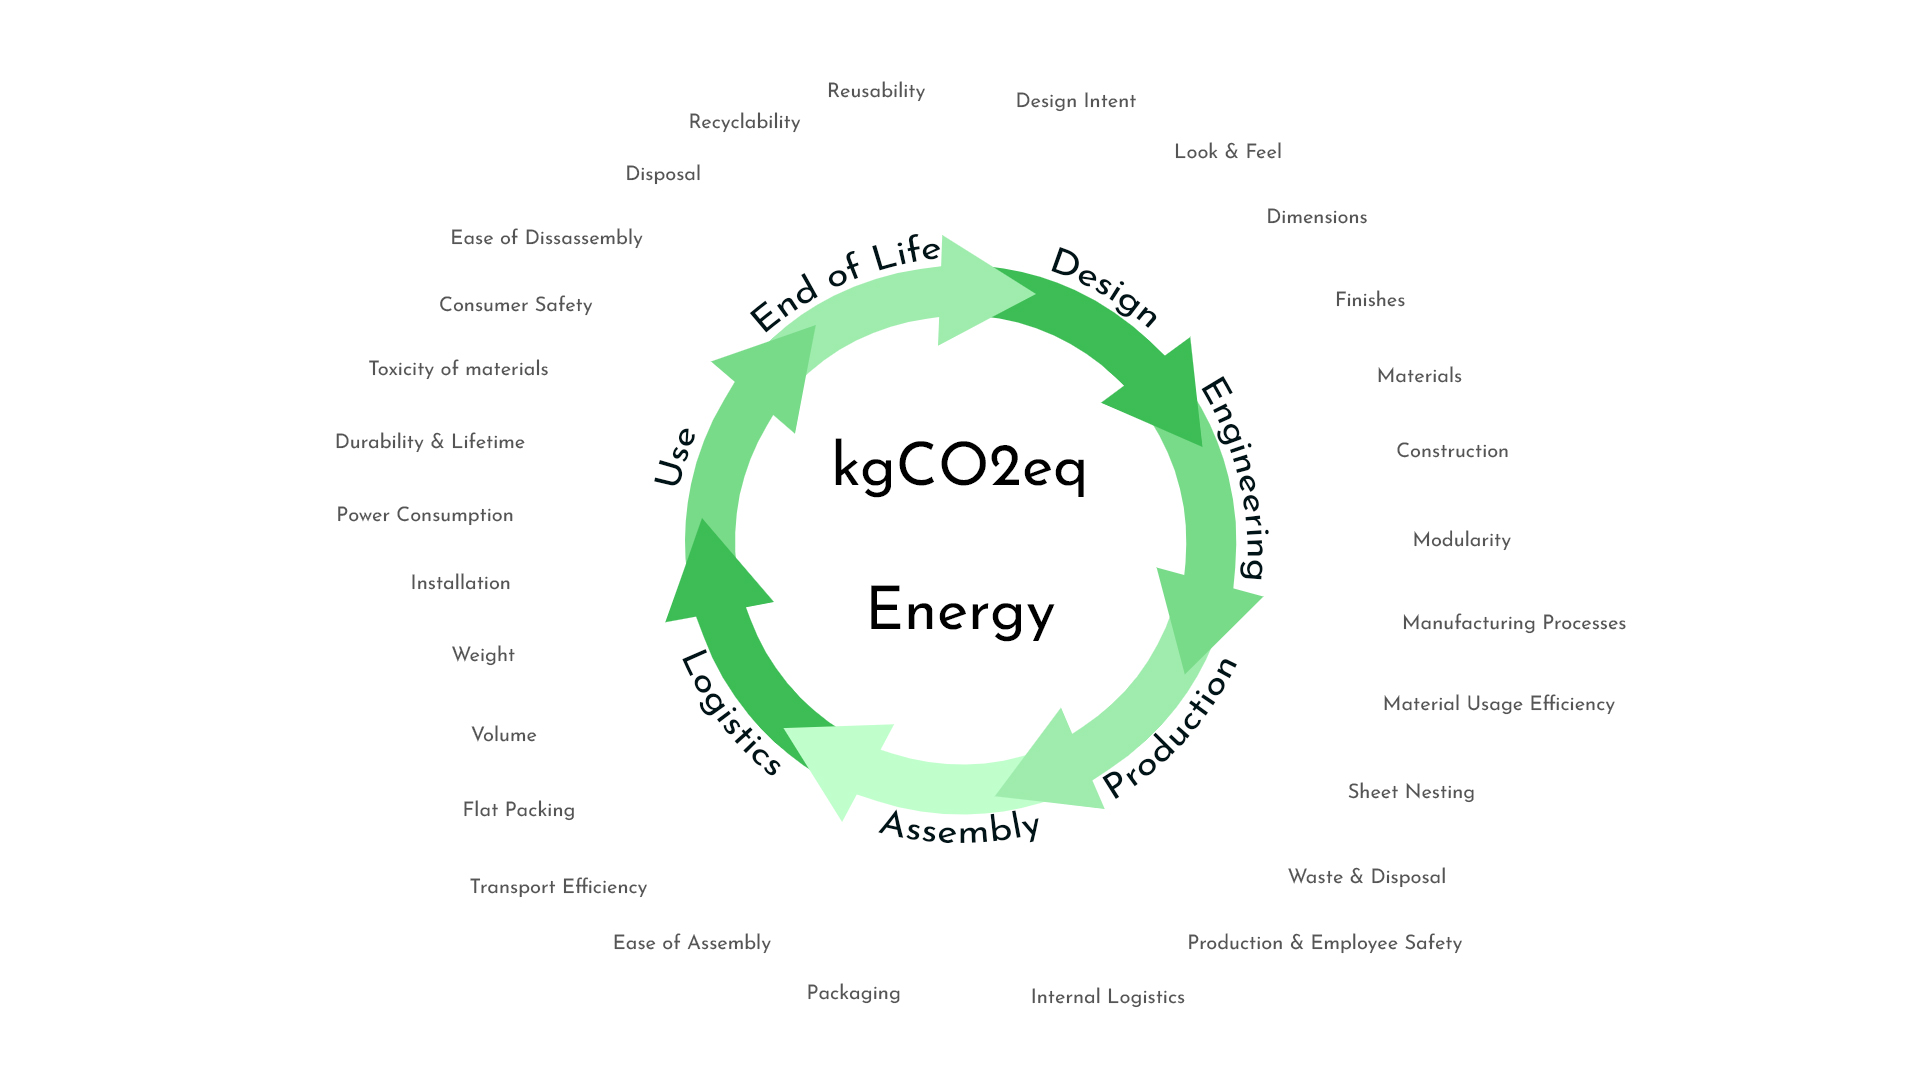 Reusability
Design Intent
Recyclability
Look & Feel
Disposal
Dimensions
Ease of Dissassembly
Finishes
Consumer Safety
Materials
Toxicity of materials
Construction
Durability & Lifetime
Modularity
Power Consumption
Manufacturing Processes
Installation
Material Usage Efficiency
Weight
Sheet Nesting
Volume
Waste & Disposal
Flat Packing
Production & Employee Safety
Transport Efficiency
Internal Logistics
Ease of Assembly
Packaging
End of Life
Design
Engineering
Production
Assembly
Logistics
Use
kgCO2eq
Energy